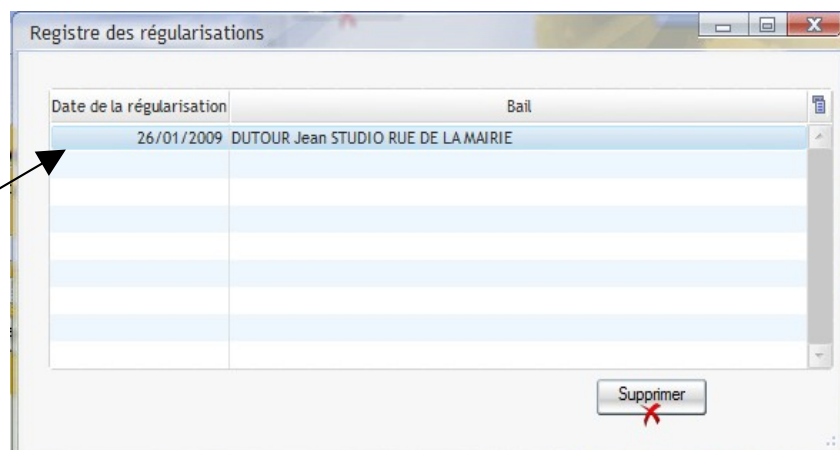 Registre des régularisations
Date de la régularisation Bail
26/01/2009 DUTOUR Jean STUDIO RUE DE LA MAIRIE
Supprimer